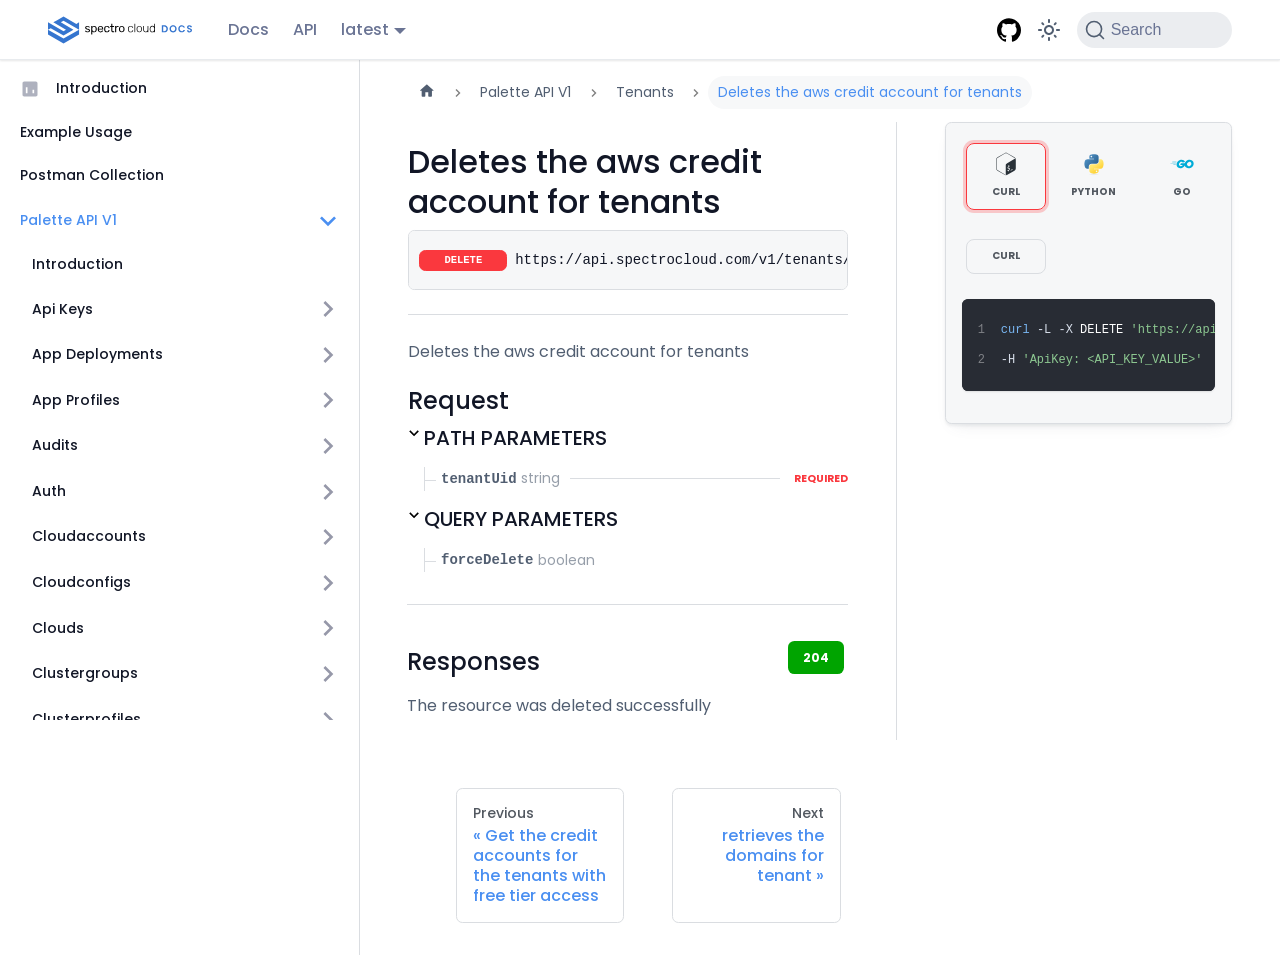 spectro cloud DOCS
Docs
API
latest
Search
Introduction
Example Usage
Postman Collection
Palette API V1
Introduction
Api Keys
App Deployments
App Profiles
Audits
Auth
Cloudaccounts
Cloudconfigs
Clouds
Clustergroups
Clusterprofiles
Palette API V1
Tenants
Deletes the aws credit account for tenants
Deletes the aws credit
account for tenants
DELETE https://api.spectrocloud.com/v1/tenants/
Deletes the aws credit account for tenants
Request
PATH PARAMETERS
tenantUid string REQUIRED
QUERY PARAMETERS
forceDelete boolean
Responses
204
The resource was deleted successfully
Previous
« Get the credit
accounts for
the tenants with
free tier access
Next
retrieves the
domains for
tenant »
CURL
PYTHON
GO
CURL
1 curl -L -X DELETE 'https://api
2 -H 'ApiKey: <API_KEY_VALUE>'